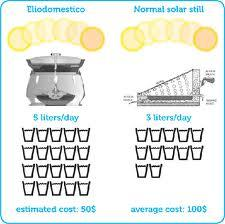 Eliodomestico
Normal solar still
5 liters/day
3 liters/day
estimated cost: 50$
average cost: 100$